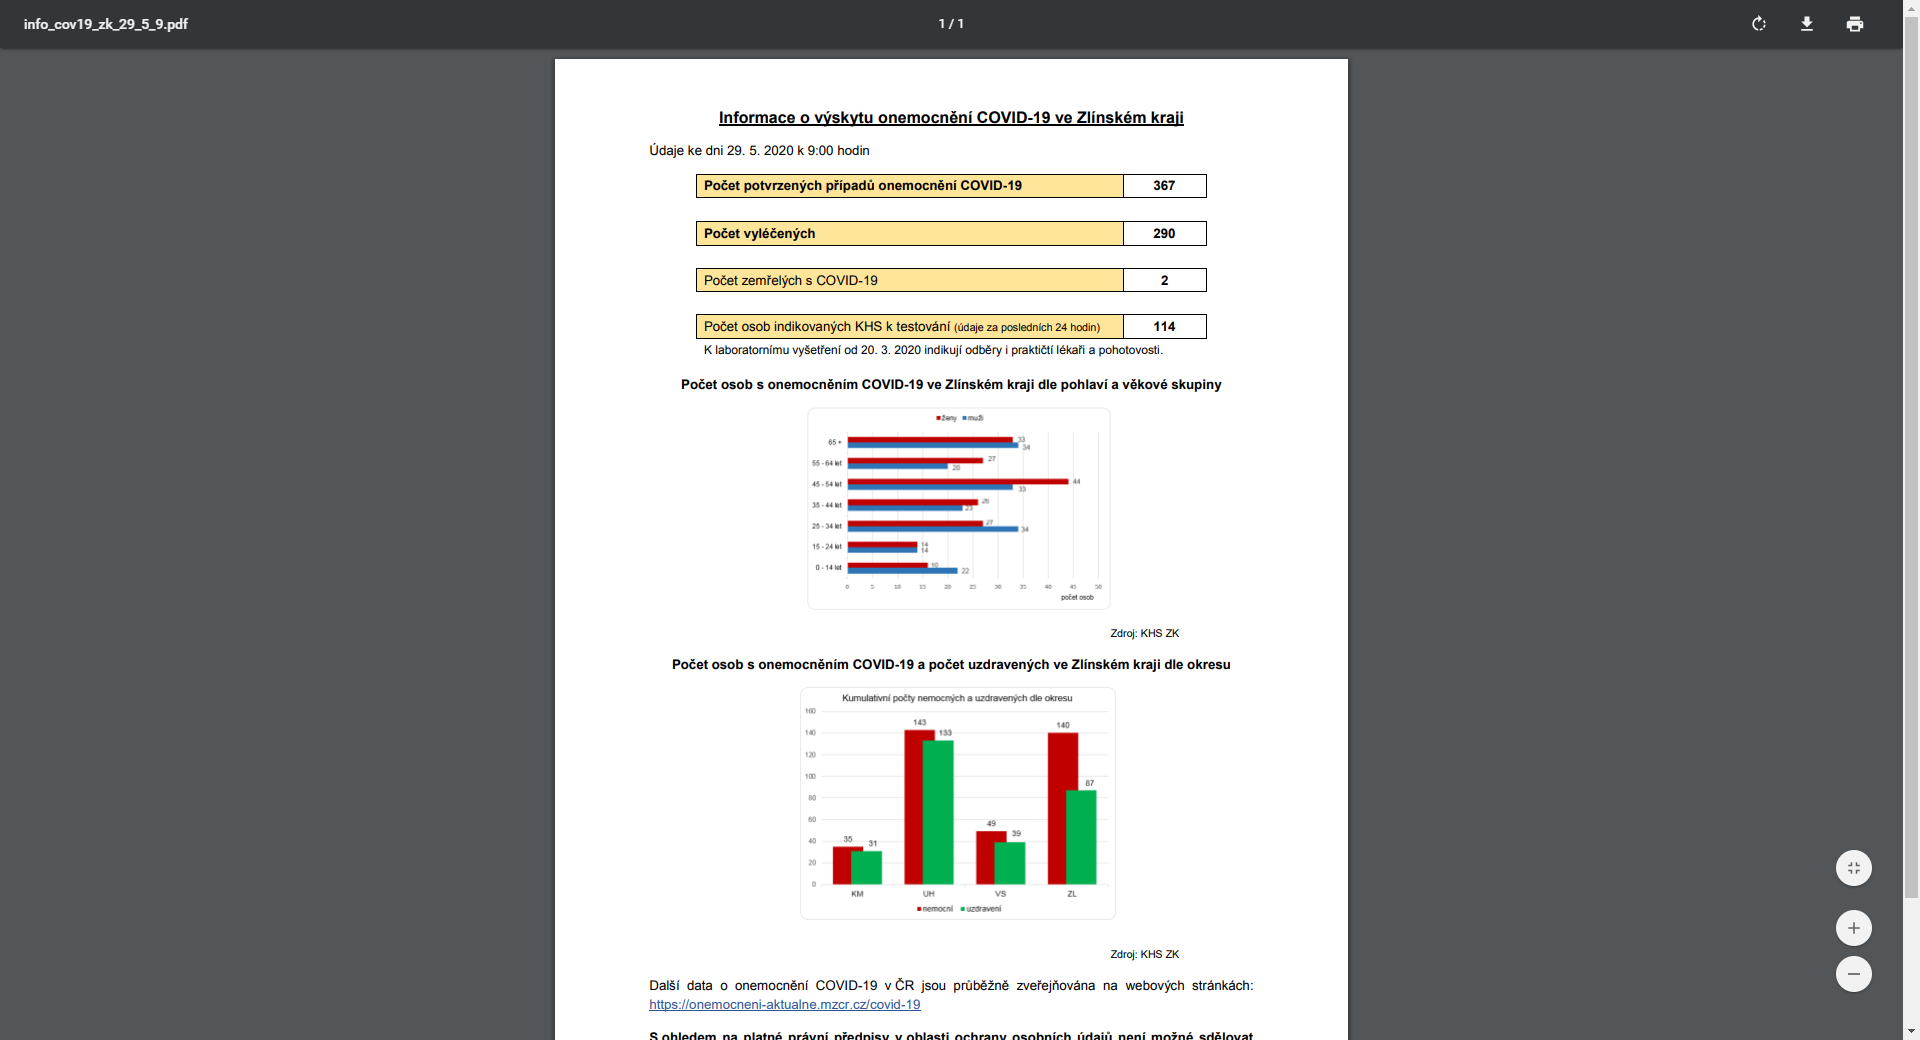 info_cov19_zk_29_5_9.pdf
1 / 1
Informace o výskytu onemocnění COVID-19 ve Zlínském kraji
Údaje ke dni 29. 5. 2020 k 9:00 hodin
Počet potvrzených případů onemocnění COVID-19 367
Počet vyléčených 290
Počet zemřelých s COVID-19 2
Počet osob indikovaných KHS k testování (údaje za posledních 24 hodin) 114
K laboratornímu vyšetření od 20. 3. 2020 indikují odběry i praktičtí lékaři a pohotovosti.
Počet osob s onemocněním COVID-19 ve Zlínském kraji dle pohlaví a věkové skupiny
ženy muži
65 + 33
34
55 - 64 let 27
20
45 - 54 let 44
33
35 - 44 let 26
23
25 - 34 let 27
34
15 - 24 let 14
14
0 - 14 let 16
22
0 5 10 15 20 25 30 35 40 45 50
počet osob
Zdroj: KHS ZK
Počet osob s onemocněním COVID-19 a počet uzdravených ve Zlínském kraji dle okresu
Kumulativní počty nemocných a uzdravených dle okresu
160
143 140
140 133
120
100
87
80
60
49
40 35 31 39
20
0
KM UH VS ZL
nemocní uzdravení
Zdroj: KHS ZK
Další data o onemocnění COVID-19 v ČR jsou průběžně zveřejňována na webových stránkách:
https://onemocneni-aktualne.mzcr.cz/covid-19
S ohledem na platné právní předpisy v oblasti ochrany osobních údajů není možné sdělovat